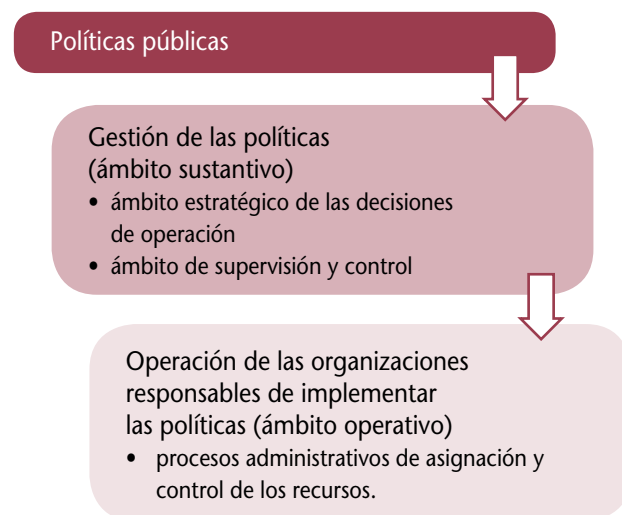 Políticas públicas
Gestión de las políticas
(ámbito sustantivo)
• ámbito estratégico de las decisiones
de operación
• ámbito de supervisión y control
Operación de las organizaciones
responsables de implementar
las políticas (ámbito operativo)
• procesos administrativos de asignación y
control de los recursos.